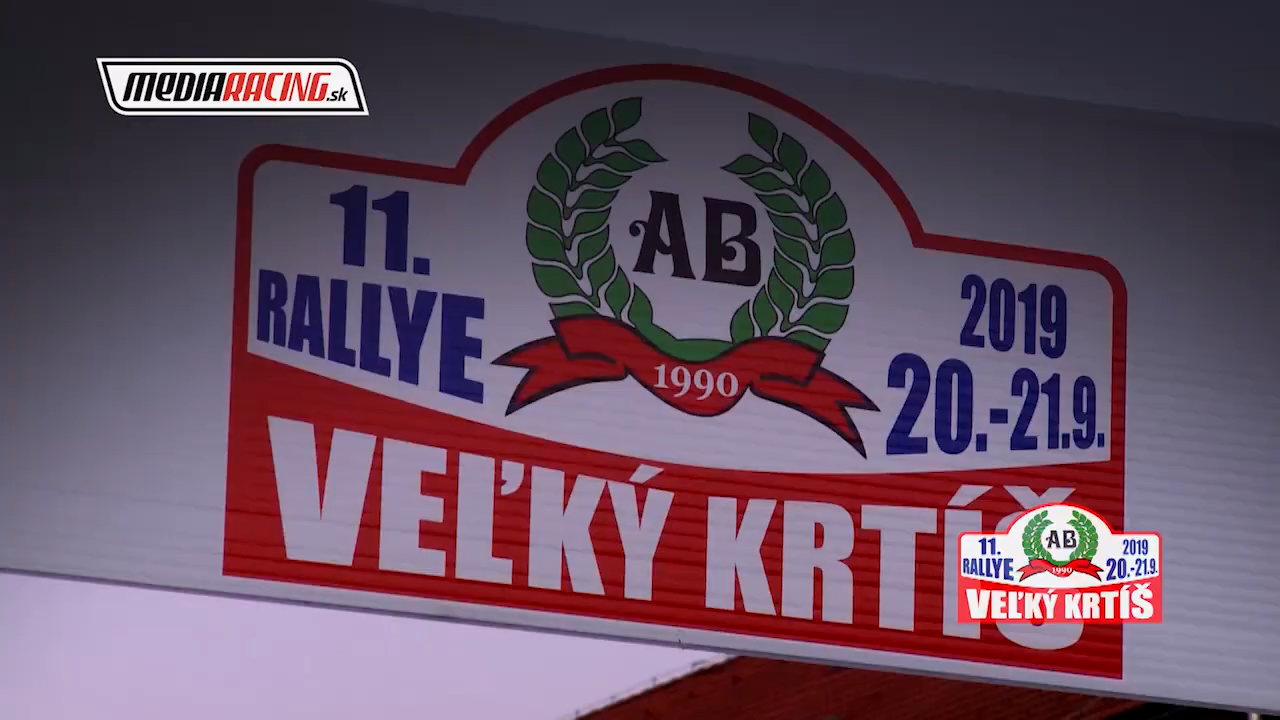 MEDIARACING.sk
11.
RALLYE
AB
1990
2019
20.-21.9.
VEĽKÝ KRTÍŠ
11.
RALLYE
AB
1990
2019
20.-21.9.
VEĽKÝ KRTÍŠ